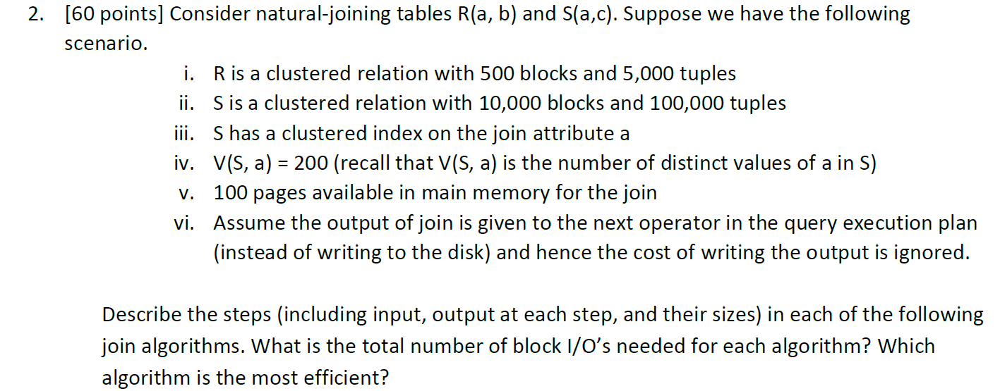 2. [60 points] Consider natural-joining tables R(a, b) and S(a,c). Suppose we have the following
scenario.
i. R is a clustered relation with 500 blocks and 5,000 tuples
ii. S is a clustered relation with 10,000 blocks and 100,000 tuples
iii. S has a clustered index on the join attribute a
iv. V(S, a) = 200 (recall that V(S, a) is the number of distinct values of a in S)
v. 100 pages available in main memory for the join
vi. Assume the output of join is given to the next operator in the query execution plan
(instead of writing to the disk) and hence the cost of writing the output is ignored.
Describe the steps (including input, output at each step, and their sizes) in each of the following
join algorithms. What is the total number of block I/O’s needed for each algorithm? Which
algorithm is the most efficient?